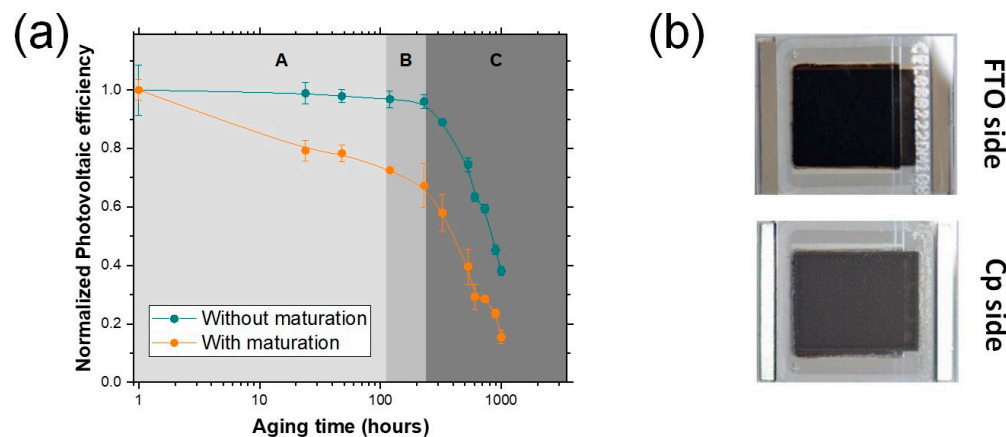 (a)
A
B
C
1.0
0.8
0.6
0.4
0.2
0.0
Normalized Photovoltaic efficiency
Without maturation
With maturation
1
10
100
1000
Aging time (hours)
(b)
FTO side
Cp side